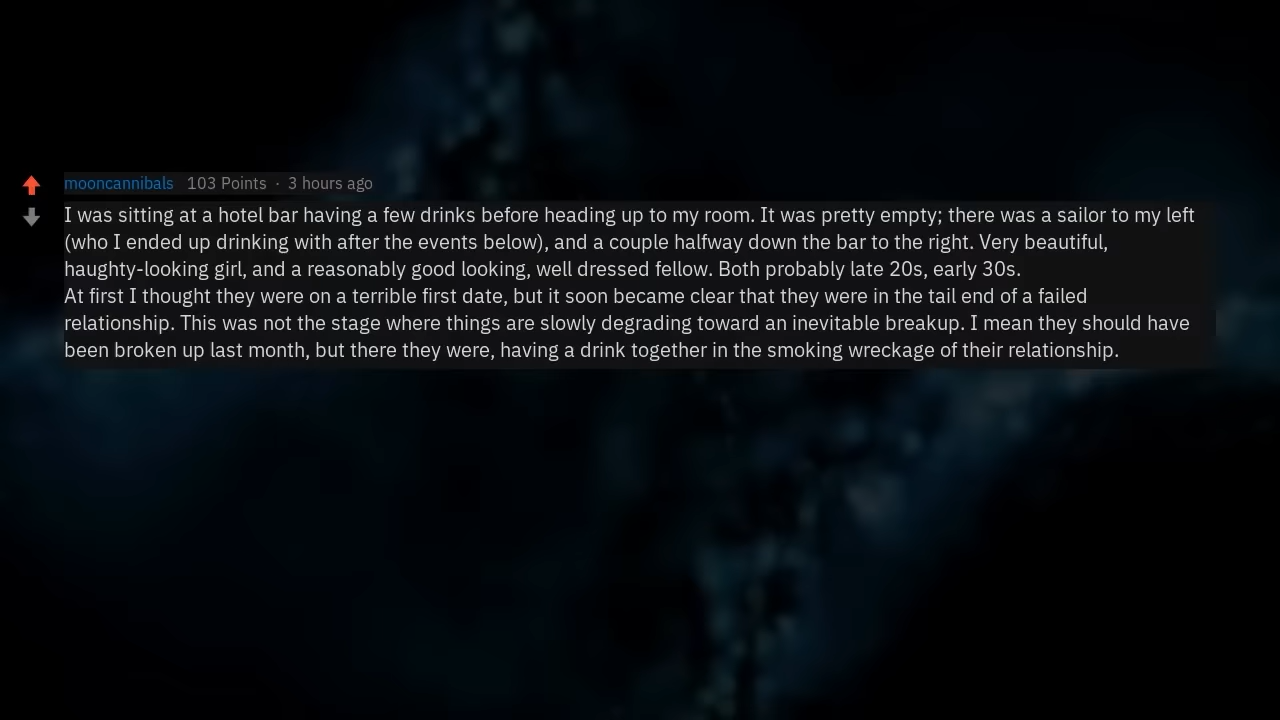 mooncannibals 103 Points · 3 hours ago
I was sitting at a hotel bar having a few drinks before heading up to my room. It was pretty empty; there was a sailor to my left
(who I ended up drinking with after the events below), and a couple halfway down the bar to the right. Very beautiful,
haughty-looking girl, and a reasonably good looking, well dressed fellow. Both probably late 20s, early 30s.
At first I thought they were on a terrible first date, but it soon became clear that they were in the tail end of a failed
relationship. This was not the stage where things are slowly degrading toward an inevitable breakup. I mean they should have
been broken up last month, but there they were, having a drink together in the smoking wreckage of their relationship.